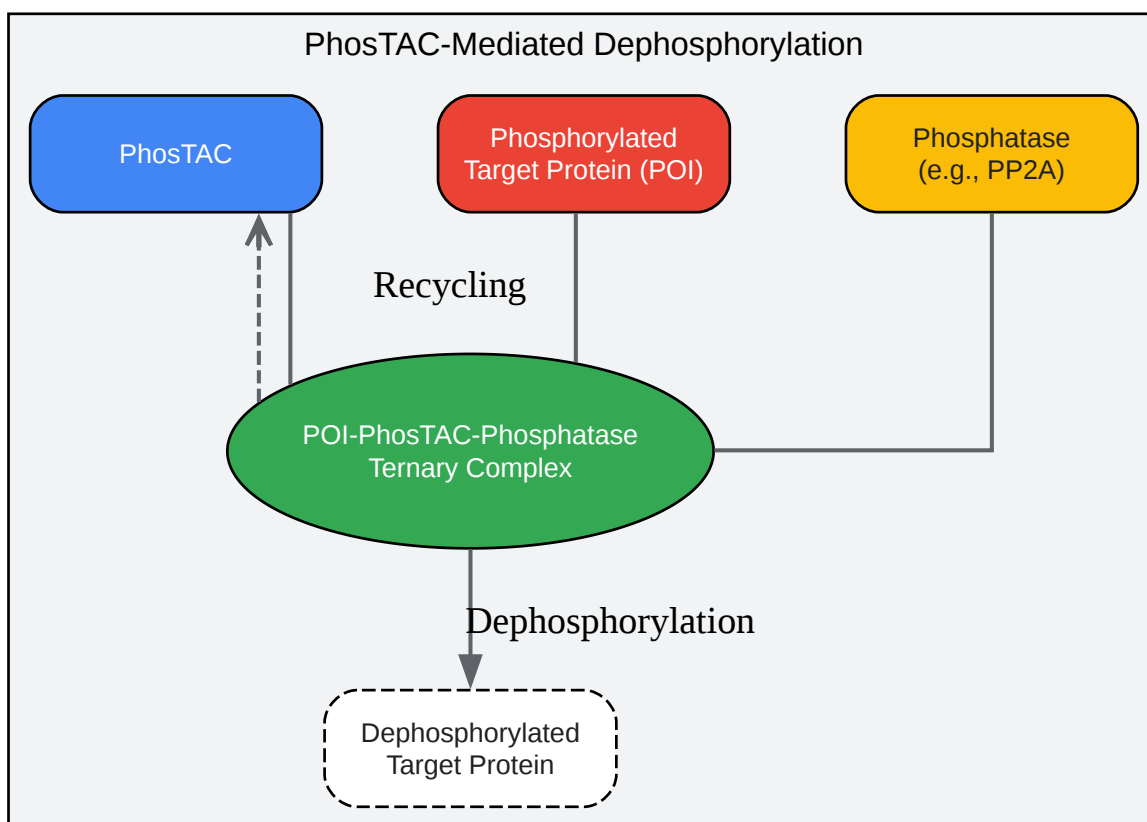 PhosTAC-Mediated Dephosphorylation
PhosTAC
Phosphorylated
Target Protein (POI)
Phosphatase
(e.g., PP2A)
Recycling
POI-PhosTAC-Phosphatase
Ternary Complex
Dephosphorylation
Dephosphorylated
Target Protein